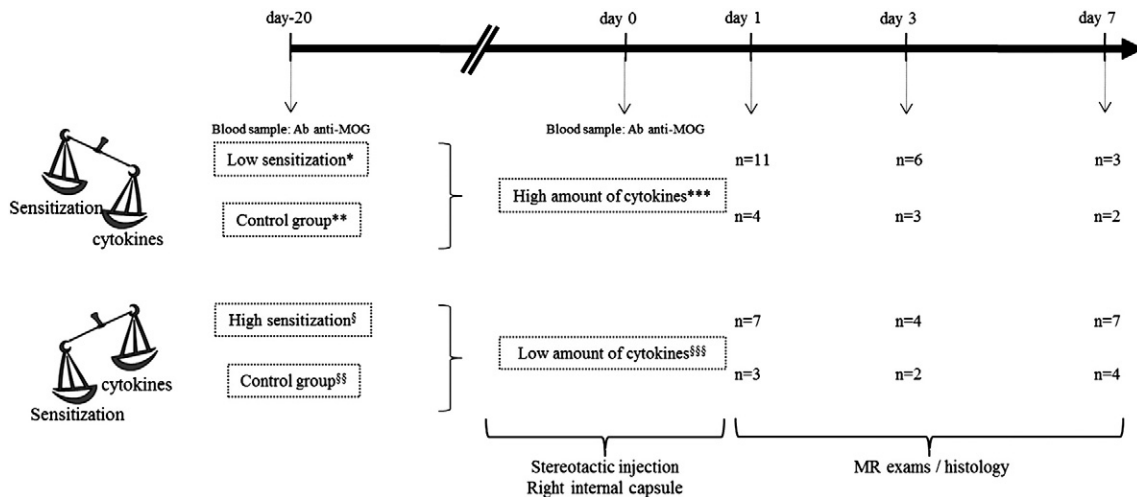 day-20 day 0 day 1 day 3 day 7
Blood sample: Ab anti-MOG Blood sample: Ab anti-MOG
Low sensitization* n=11 n=6 n=3
High amount of cytokines***
Sensitization
Control group** n=4 n=3 n=2
cytokines
High sensitization§ n=7 n=4 n=7
Low amount of cytokines§§§
cytokines
Control group§§ n=3 n=2 n=4
Sensitization
Stereotactic injection MR exams / histology
Right internal capsule